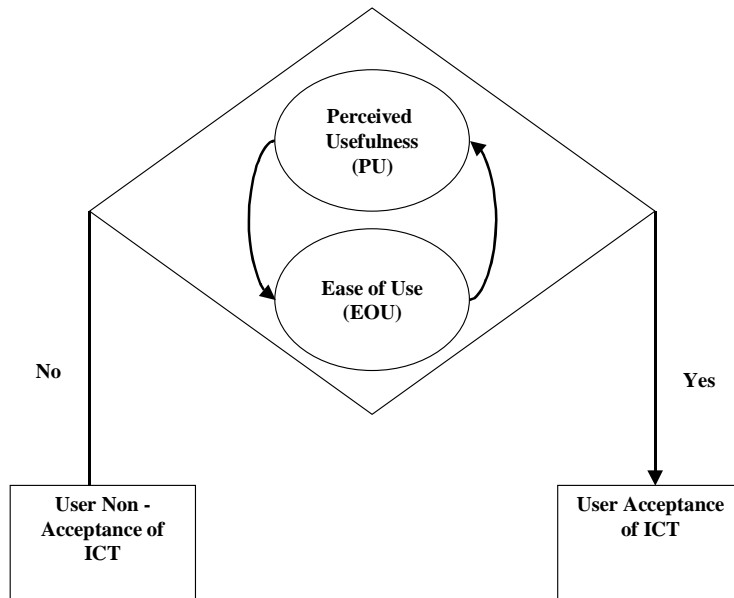 Perceived
Usefulness
(PU)
Ease of Use
(EOU)
No
Yes
User Non -
Acceptance of
ICT
User Acceptance
of ICT